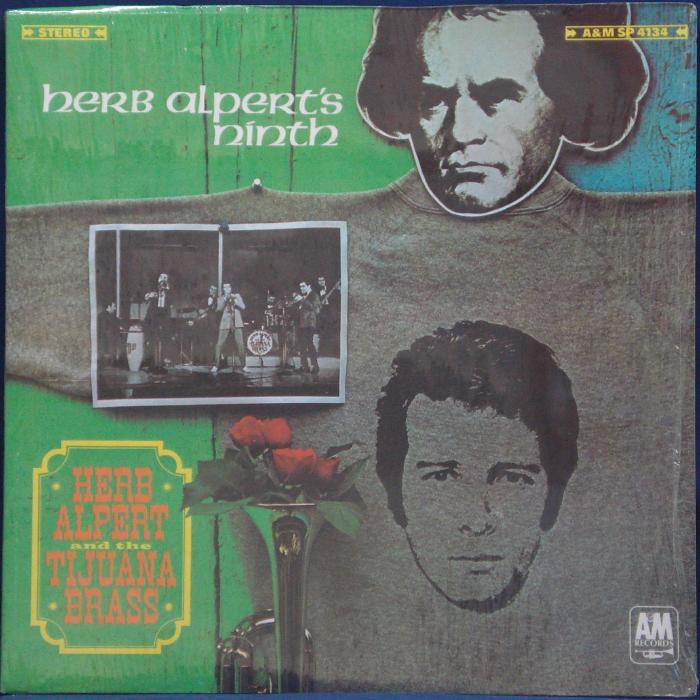 STEREO
A&M SP 4134
herb alpert's
ninth
HERB
ALPERT
and the
TIJUANA
BRASS
A&M
RECORDS